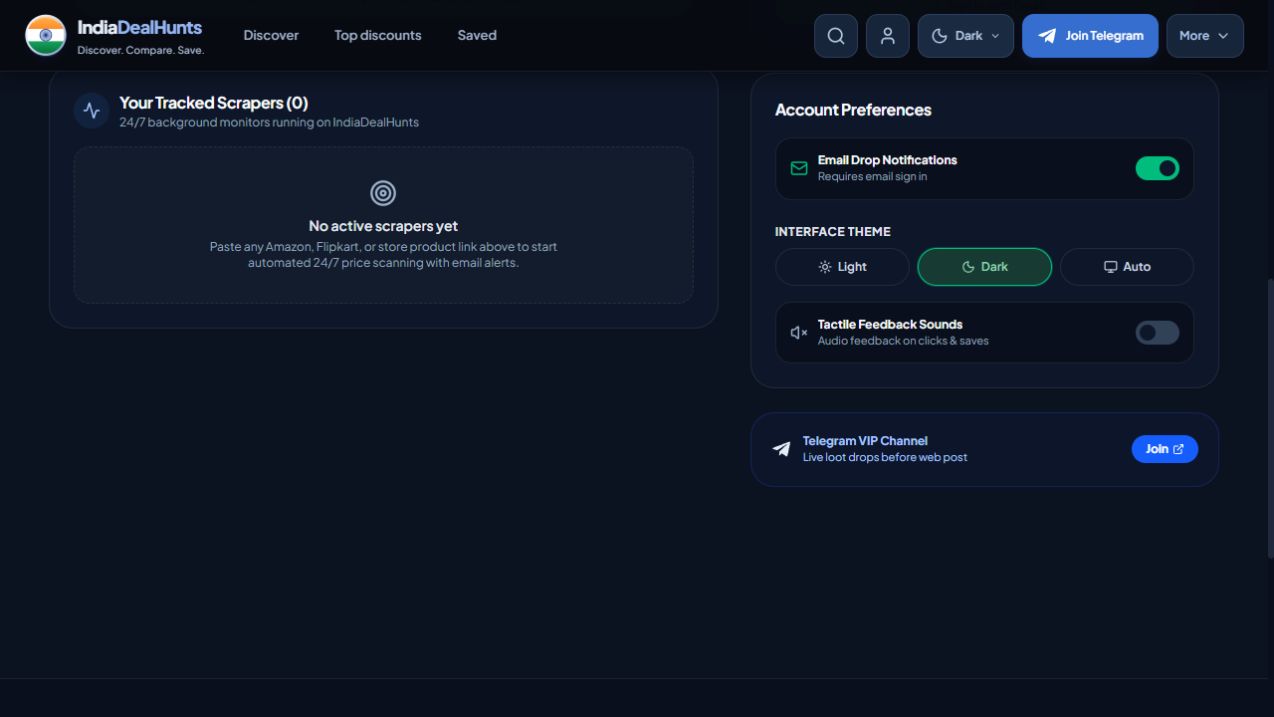 IndiaDealHunts
Discover. Compare. Save.
Discover
Top discounts
Saved
Dark
Join Telegram
More
Your Tracked Scrapers (0)
24/7 background monitors running on IndiaDealHunts
No active scrapers yet
Paste any Amazon, Flipkart, or store product link above to start
automated 24/7 price scanning with email alerts.
Account Preferences
Email Drop Notifications
Requires email sign in
INTERFACE THEME
Light
Dark
Auto
Tactile Feedback Sounds
Audio feedback on clicks & saves
Telegram VIP Channel
Live loot drops before web post
Join